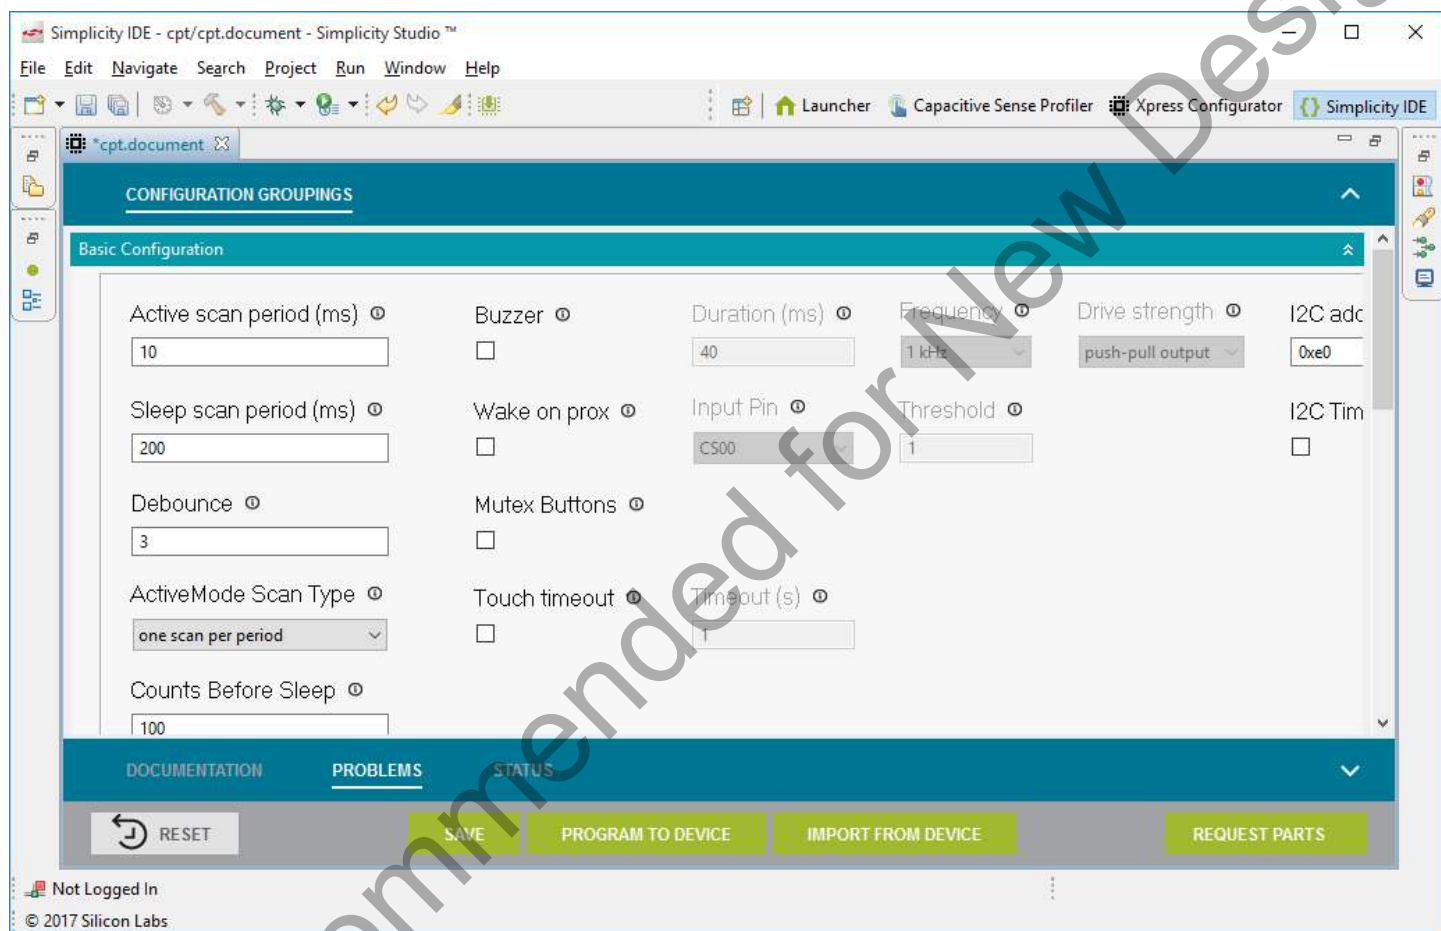 Simplicity IDE - cpt/cpt.document - Simplicity Studio ™
File Edit Navigate Search Project Run Window Help
Launcher Capacitive Sense Profiler Xpress Configurator {} Simplicity IDE
*cpt.document
CONFIGURATION GROUPINGS
Basic Configuration
Active scan period (ms) Buzzer Duration (ms) Frequency Drive strength I2C adc
10 40 1 kHz push-pull output 0xe0
Sleep scan period (ms) Wake on prox Input Pin Threshold I2C Tim
200 CS00 1
Debounce Mutex Buttons
3
ActiveMode Scan Type Touch timeout Timeout (s)
one scan per period 1
Counts Before Sleep
100
DOCUMENTATION PROBLEMS STATUS
RESET SAVE PROGRAM TO DEVICE IMPORT FROM DEVICE REQUEST PARTS
Not Logged In
© 2017 Silicon Labs
ommended for New Desig